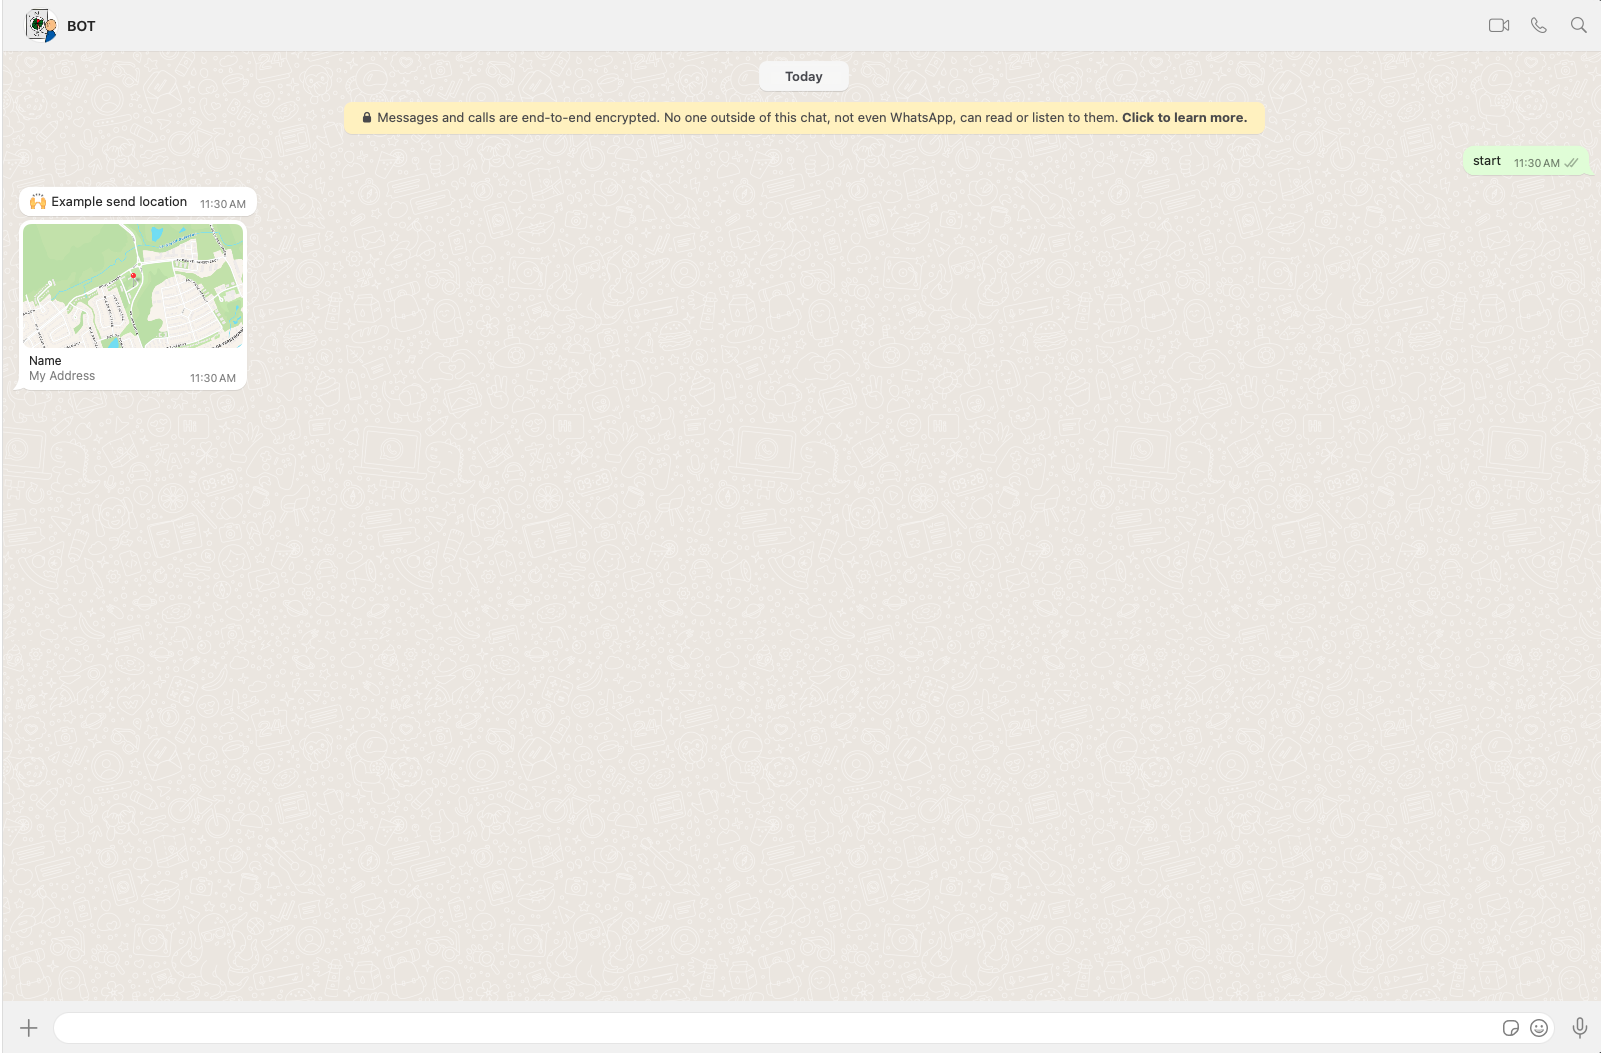 BOT
Today
Messages and calls are end-to-end encrypted. No one outside of this chat, not even WhatsApp, can read or listen to them. Click to learn more.
start 11:30 AM
🙌 Example send location 11:30 AM
Name
My Address 11:30 AM